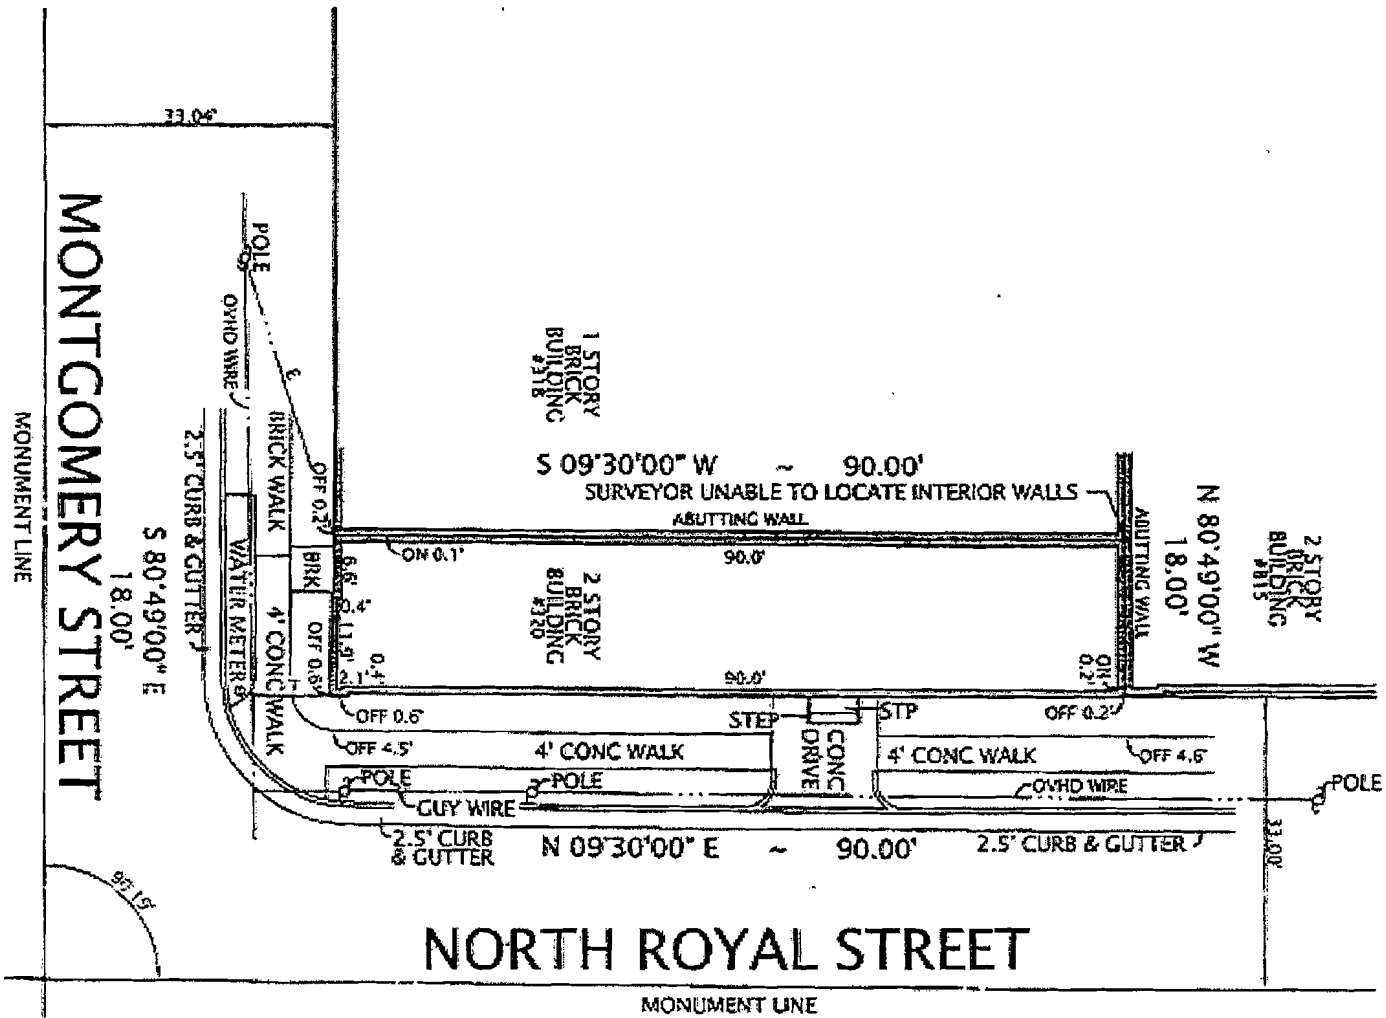 33.04'
MONTGOMERY STREET
MONUMENT LINE
S 80°49'00" E
18.00'
2.5' CURB & GUTTER
POLE
OVHD WIRE
BRICK WALK
WATER METER
4' CONC WALK
OFF 0.2'
BRK
OFF 0.6'
6.6'
0.4'
11.9'
0.4'
2.1'
1 STORY
BRICK
BUILDING
#318
S 09°30'00" W ~ 90.00'
SURVEYOR UNABLE TO LOCATE INTERIOR WALLS
ABUTTING WALL
ON 0.1'
90.0'
2 STORY
BRICK
BUILDING
#320
90.0'
ABUTTING WALL
N 80°49'00" W
18.00'
2 STORY
BRICK
BUILDING
#815
ON
0.2'
OFF 0.6'
STEP
STP
OFF 0.2'
OFF 4.5'
4' CONC WALK
CONC
DRIVE
4' CONC WALK
OFF 4.6'
POLE
POLE
OVHD WIRE
POLE
GUY WIRE
2.5' CURB
& GUTTER
N 09°30'00" E ~ 90.00'
2.5' CURB & GUTTER
33.00'
NORTH ROYAL STREET
MONUMENT LINE